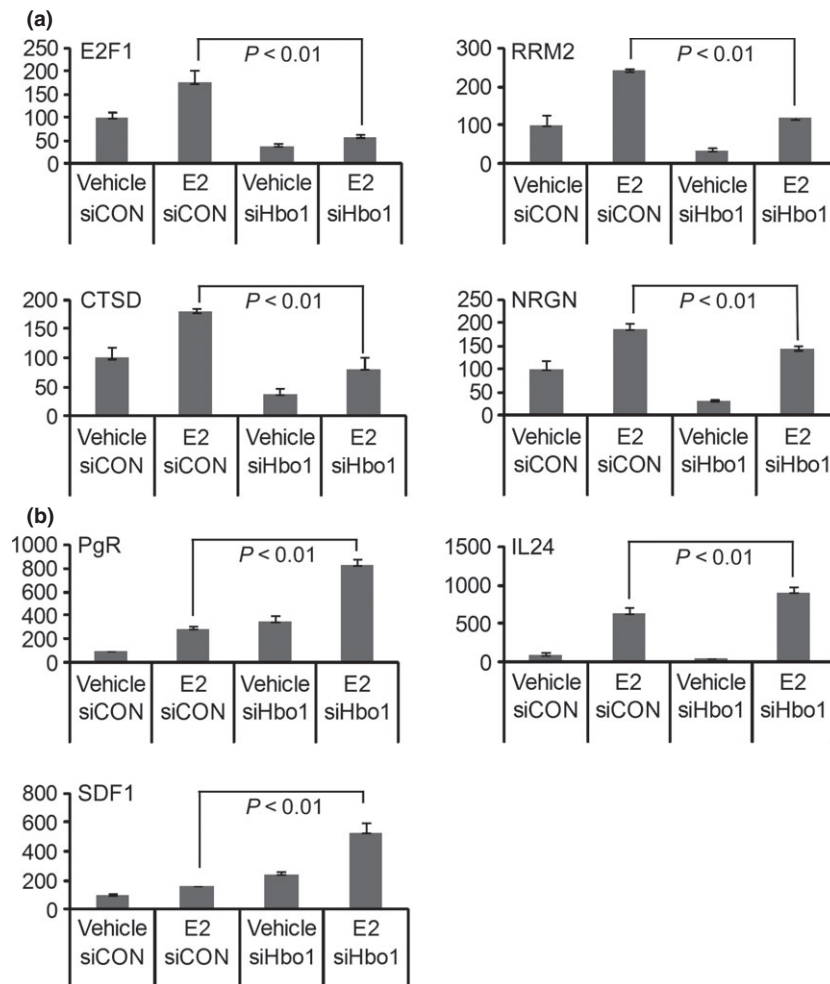 (a)
E2F1
P < 0.01
250
200
150
100
50
0
Vehicle E2 Vehicle E2
siCON siCON siHbo1 siHbo1
RRM2
P < 0.01
300
200
100
0
Vehicle E2 Vehicle E2
siCON siCON siHbo1 siHbo1
CTSD
P < 0.01
200
150
100
50
0
Vehicle E2 Vehicle E2
siCON siCON siHbo1 siHbo1
NRGN
P < 0.01
250
200
150
100
50
0
Vehicle E2 Vehicle E2
siCON siCON siHbo1 siHbo1
(b)
PgR
P < 0.01
1000
800
600
400
200
0
Vehicle E2 Vehicle E2
siCON siCON siHbo1 siHbo1
IL24
P < 0.01
1500
1000
500
0
Vehicle E2 Vehicle E2
siCON siCON siHbo1 siHbo1
SDF1
P < 0.01
800
600
400
200
0
Vehicle E2 Vehicle E2
siCON siCON siHbo1 siHbo1